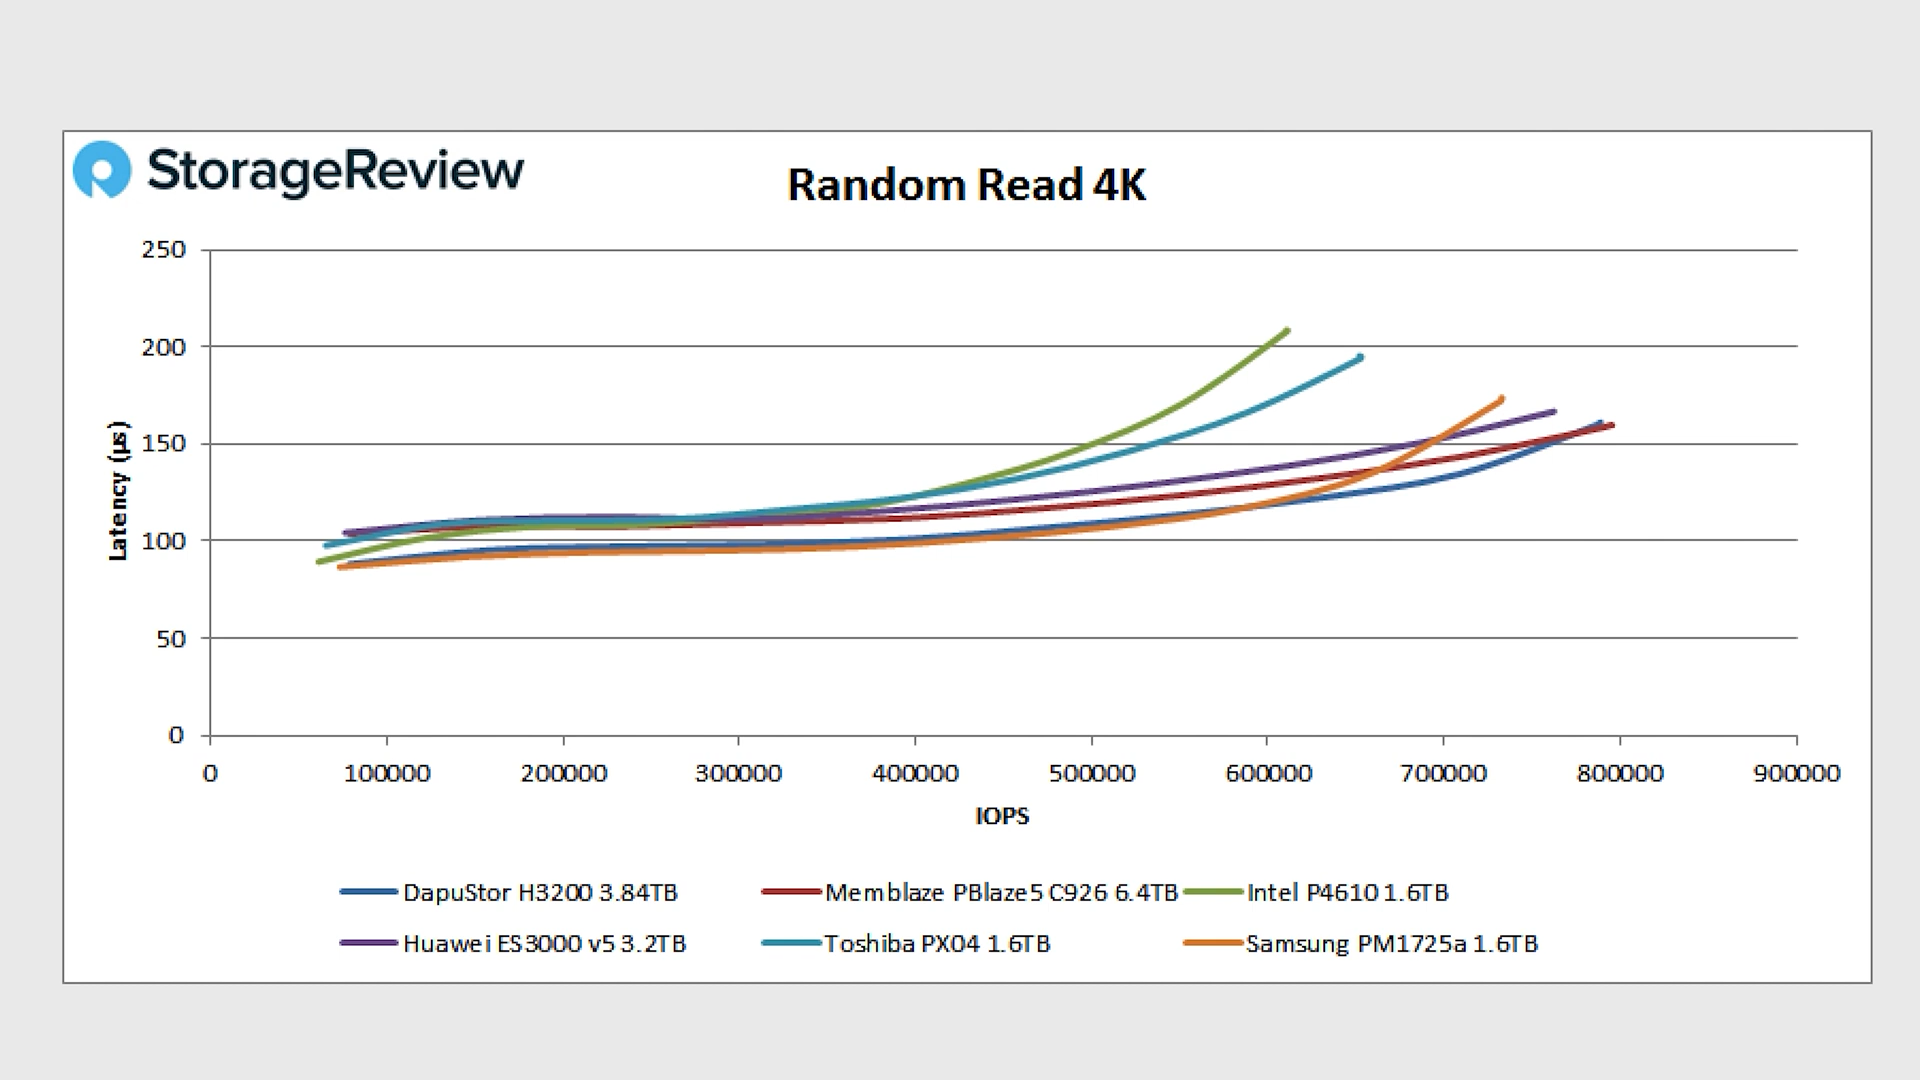 StorageReview
Random Read 4K
250
200
150
100
50
0
Latency (µs)
0 100000 200000 300000 400000 500000 600000 700000 800000 900000
IOPS
DapuStor H3200 3.84TB Memblaze PBlaze5 C926 6.4TB Intel P4610 1.6TB
Huawei ES3000 v5 3.2TB Toshiba PX04 1.6TB Samsung PM1725a 1.6TB